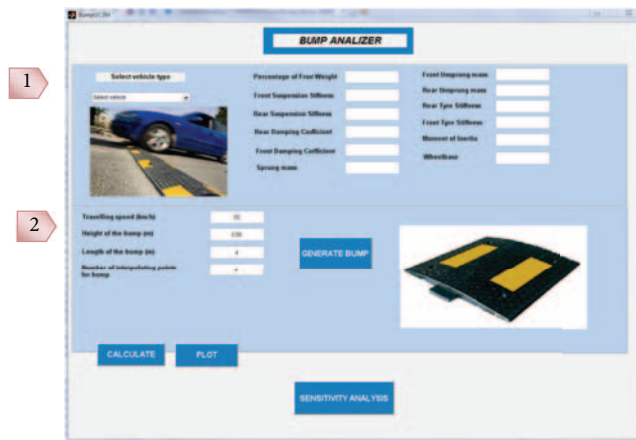 BUMP ANALIZER
1
Select vehicle type
Select vehicle
Percentage of Front Weight
Front Suspension Stiffness
Rear Suspension Stiffness
Rear Damping Coefficient
Front Damping Coefficient
Sprung mass
Front Unsprung mass
Rear Unsprung mass
Rear Tyre Stiffness
Front Tyre Stiffness
Moment of Inertia
Wheelbase
2
Travelling speed (km/h)
Height of the bump (m)
Length of the bump (m)
4
Number of interpolating points
for bump
GENERATE BUMP
CALCULATE
PLOT
SENSITIVITY ANALYSIS